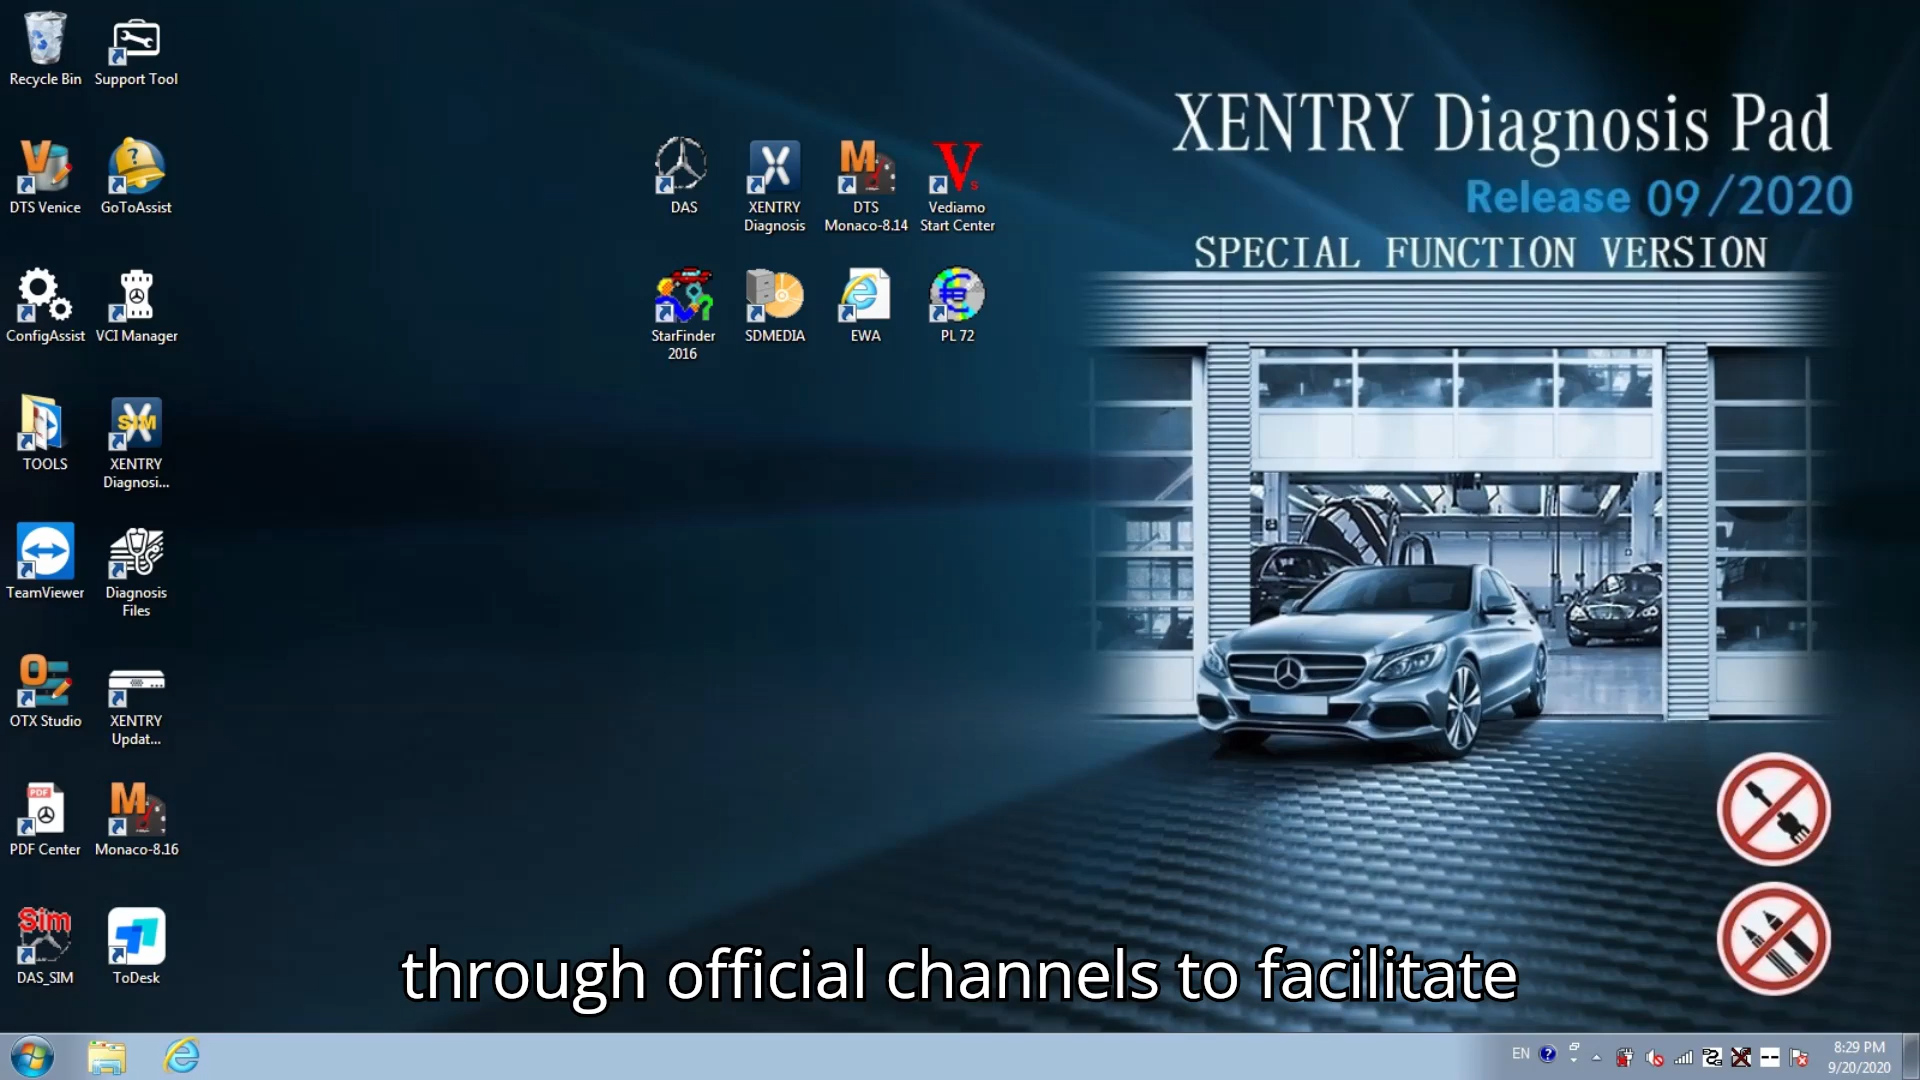 Recycle Bin
Support Tool
DTS Venice
GoToAssist
ConfigAssist
VCI Manager
TOOLS
XENTRY
Diagnosi...
TeamViewer
Diagnosis
Files
OTX Studio
XENTRY
Updat...
PDF Center
Monaco-8.16
DAS_SIM
ToDesk
DAS
XENTRY
Diagnosis
DTS
Monaco-8.14
Vediamo
Start Center
StarFinder
2016
SDMEDIA
EWA
PL 72
XENTRY Diagnosis Pad
Release 09/2020
SPECIAL FUNCTION VERSION
through official channels to facilitate
EN
8:29 PM
9/20/2020